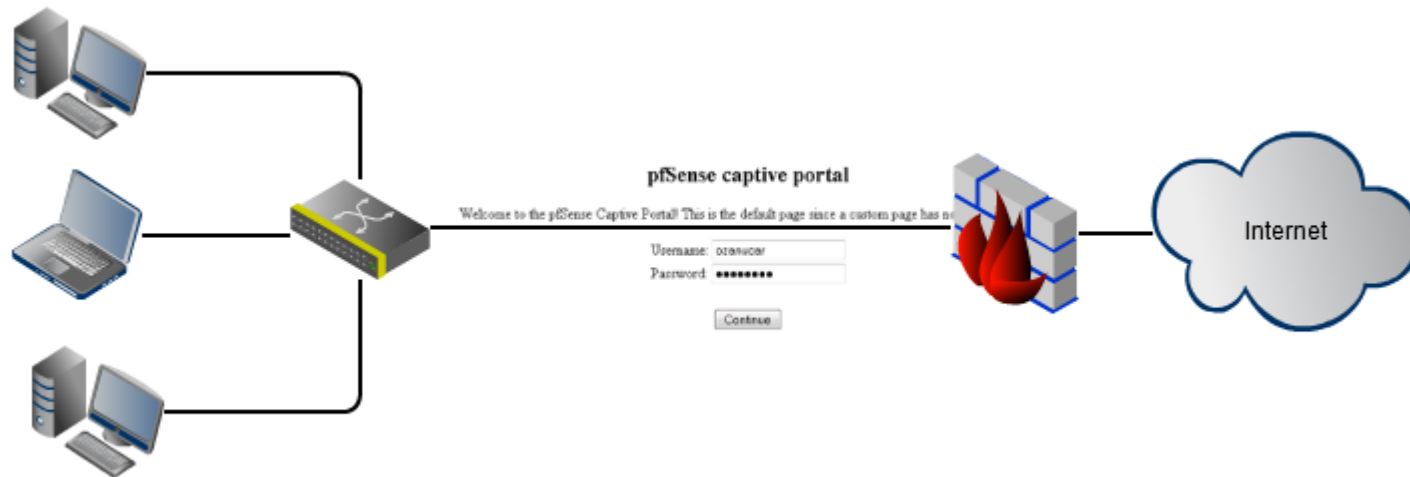 pfSense captive portal
Welcome to the pfSense Captive Portal! This is the default page since a custom page has no
Username: ozanucar
Password: ●●●●●●●●
Continue
Internet